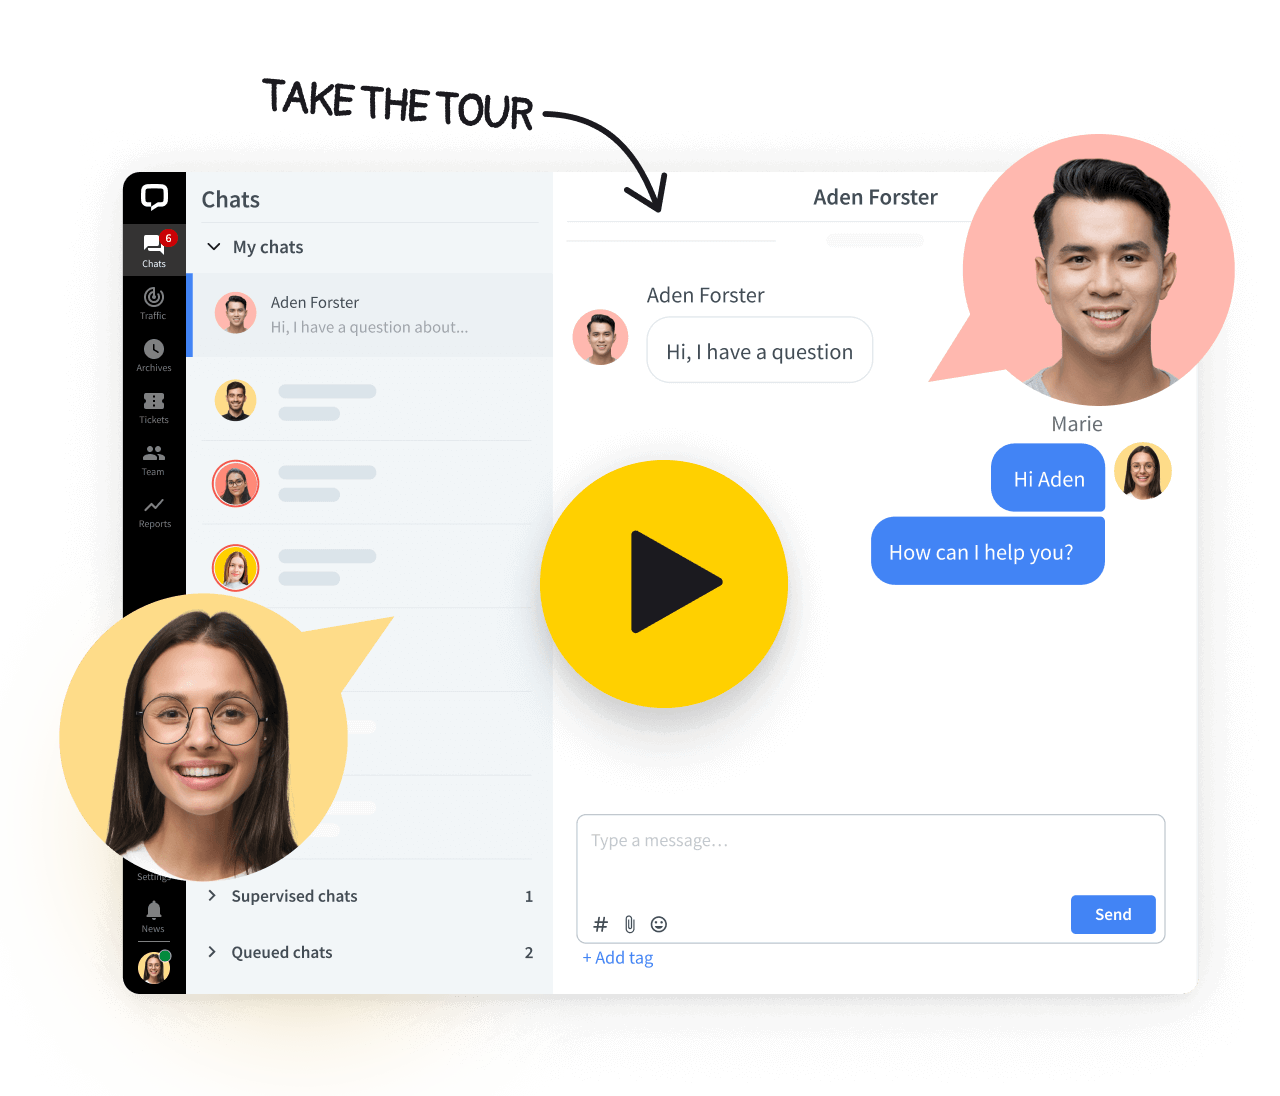 TAKE THE TOUR
Chats
6
Chats
Traffic
Archives
Tickets
Team
Reports
Settings
News
My chats
Aden Forster
Hi, I have a question about...
Supervised chats 1
Queued chats 2
Aden Forster
Aden Forster
Hi, I have a question
Marie
Hi Aden
How can I help you?
Type a message...
#
Send
+ Add tag